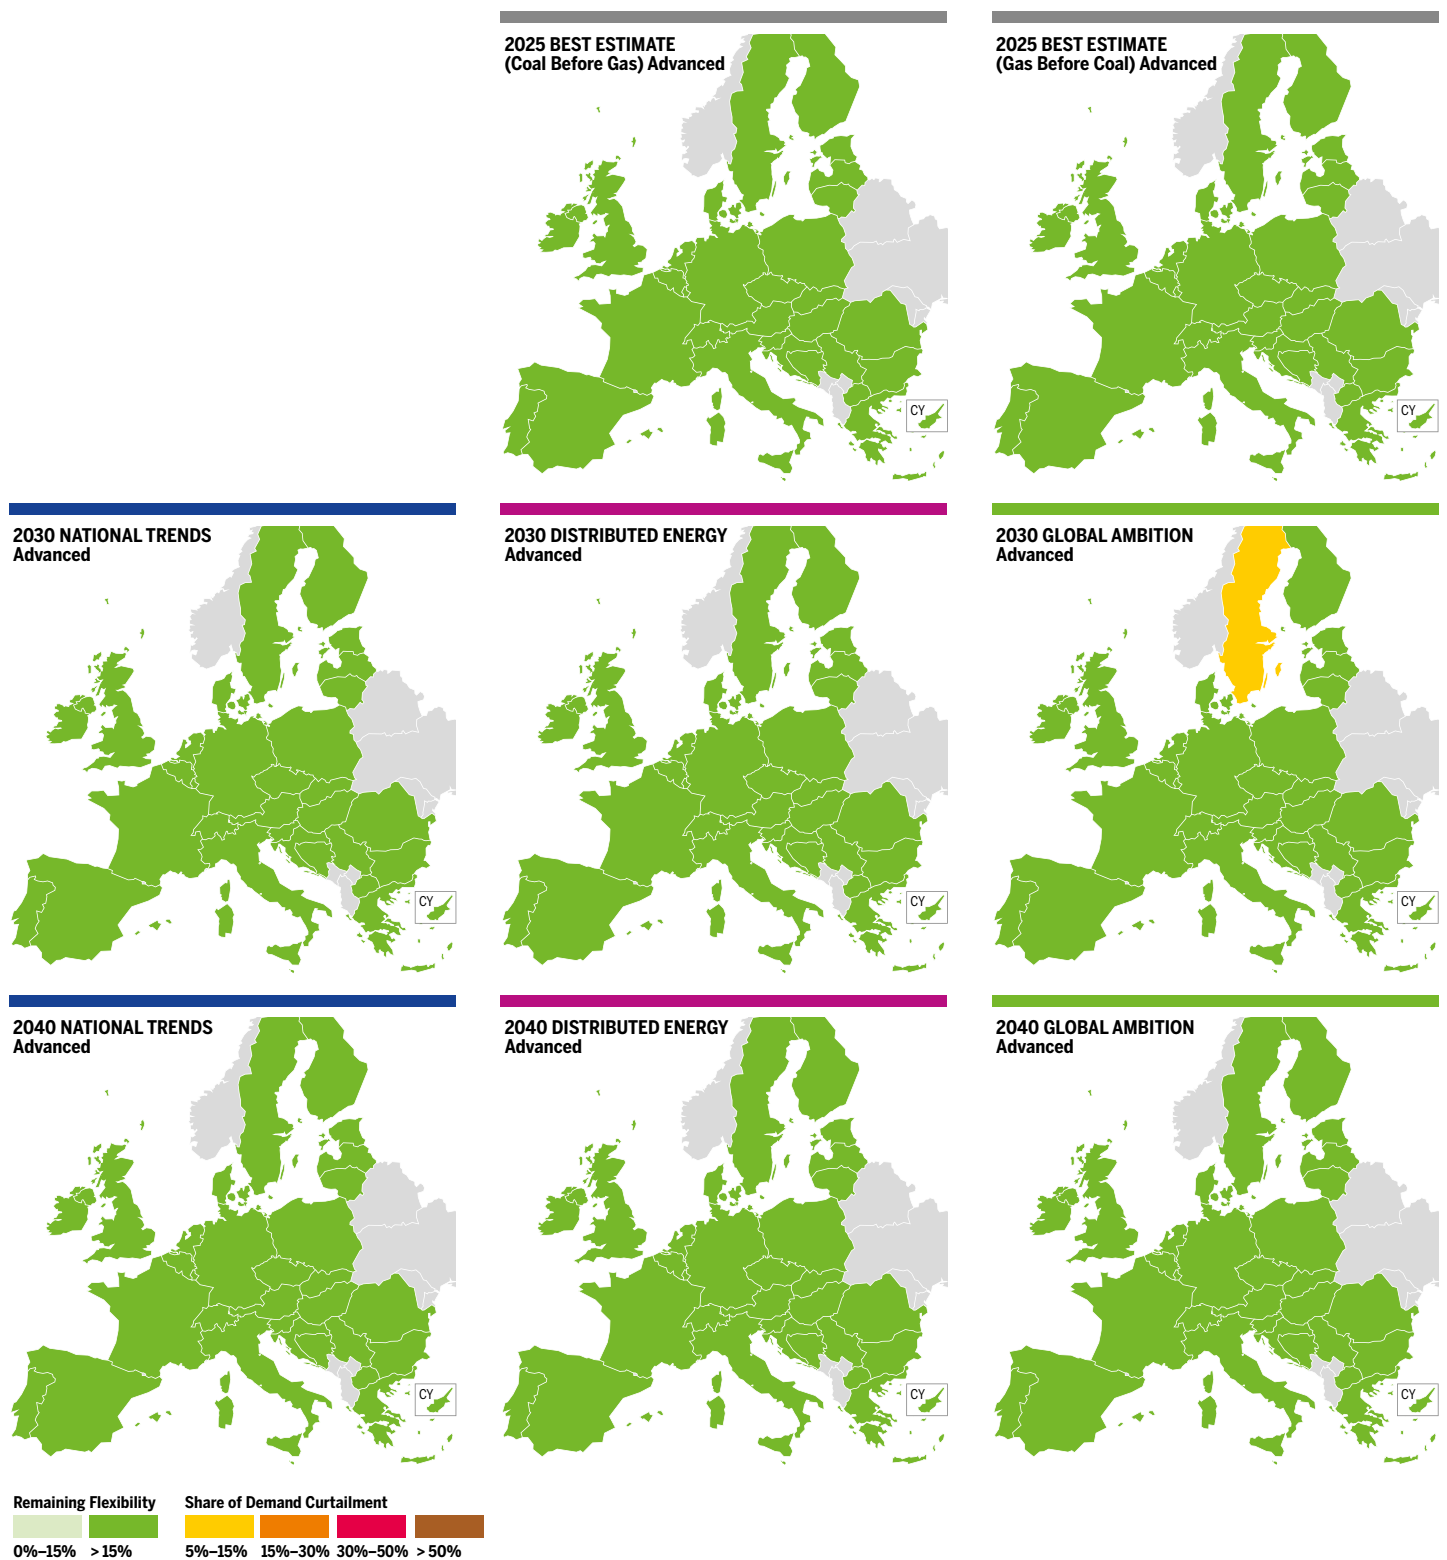 2025 BEST ESTIMATE
(Coal Before Gas) Advanced
CY
2025 BEST ESTIMATE
(Gas Before Coal) Advanced
CY
2030 NATIONAL TRENDS
Advanced
CY
2030 DISTRIBUTED ENERGY
Advanced
CY
2030 GLOBAL AMBITION
Advanced
CY
2040 NATIONAL TRENDS
Advanced
CY
2040 DISTRIBUTED ENERGY
Advanced
CY
2040 GLOBAL AMBITION
Advanced
CY
Remaining Flexibility
0%–15% > 15%
Share of Demand Curtailment
5%–15% 15%–30% 30%–50% > 50%